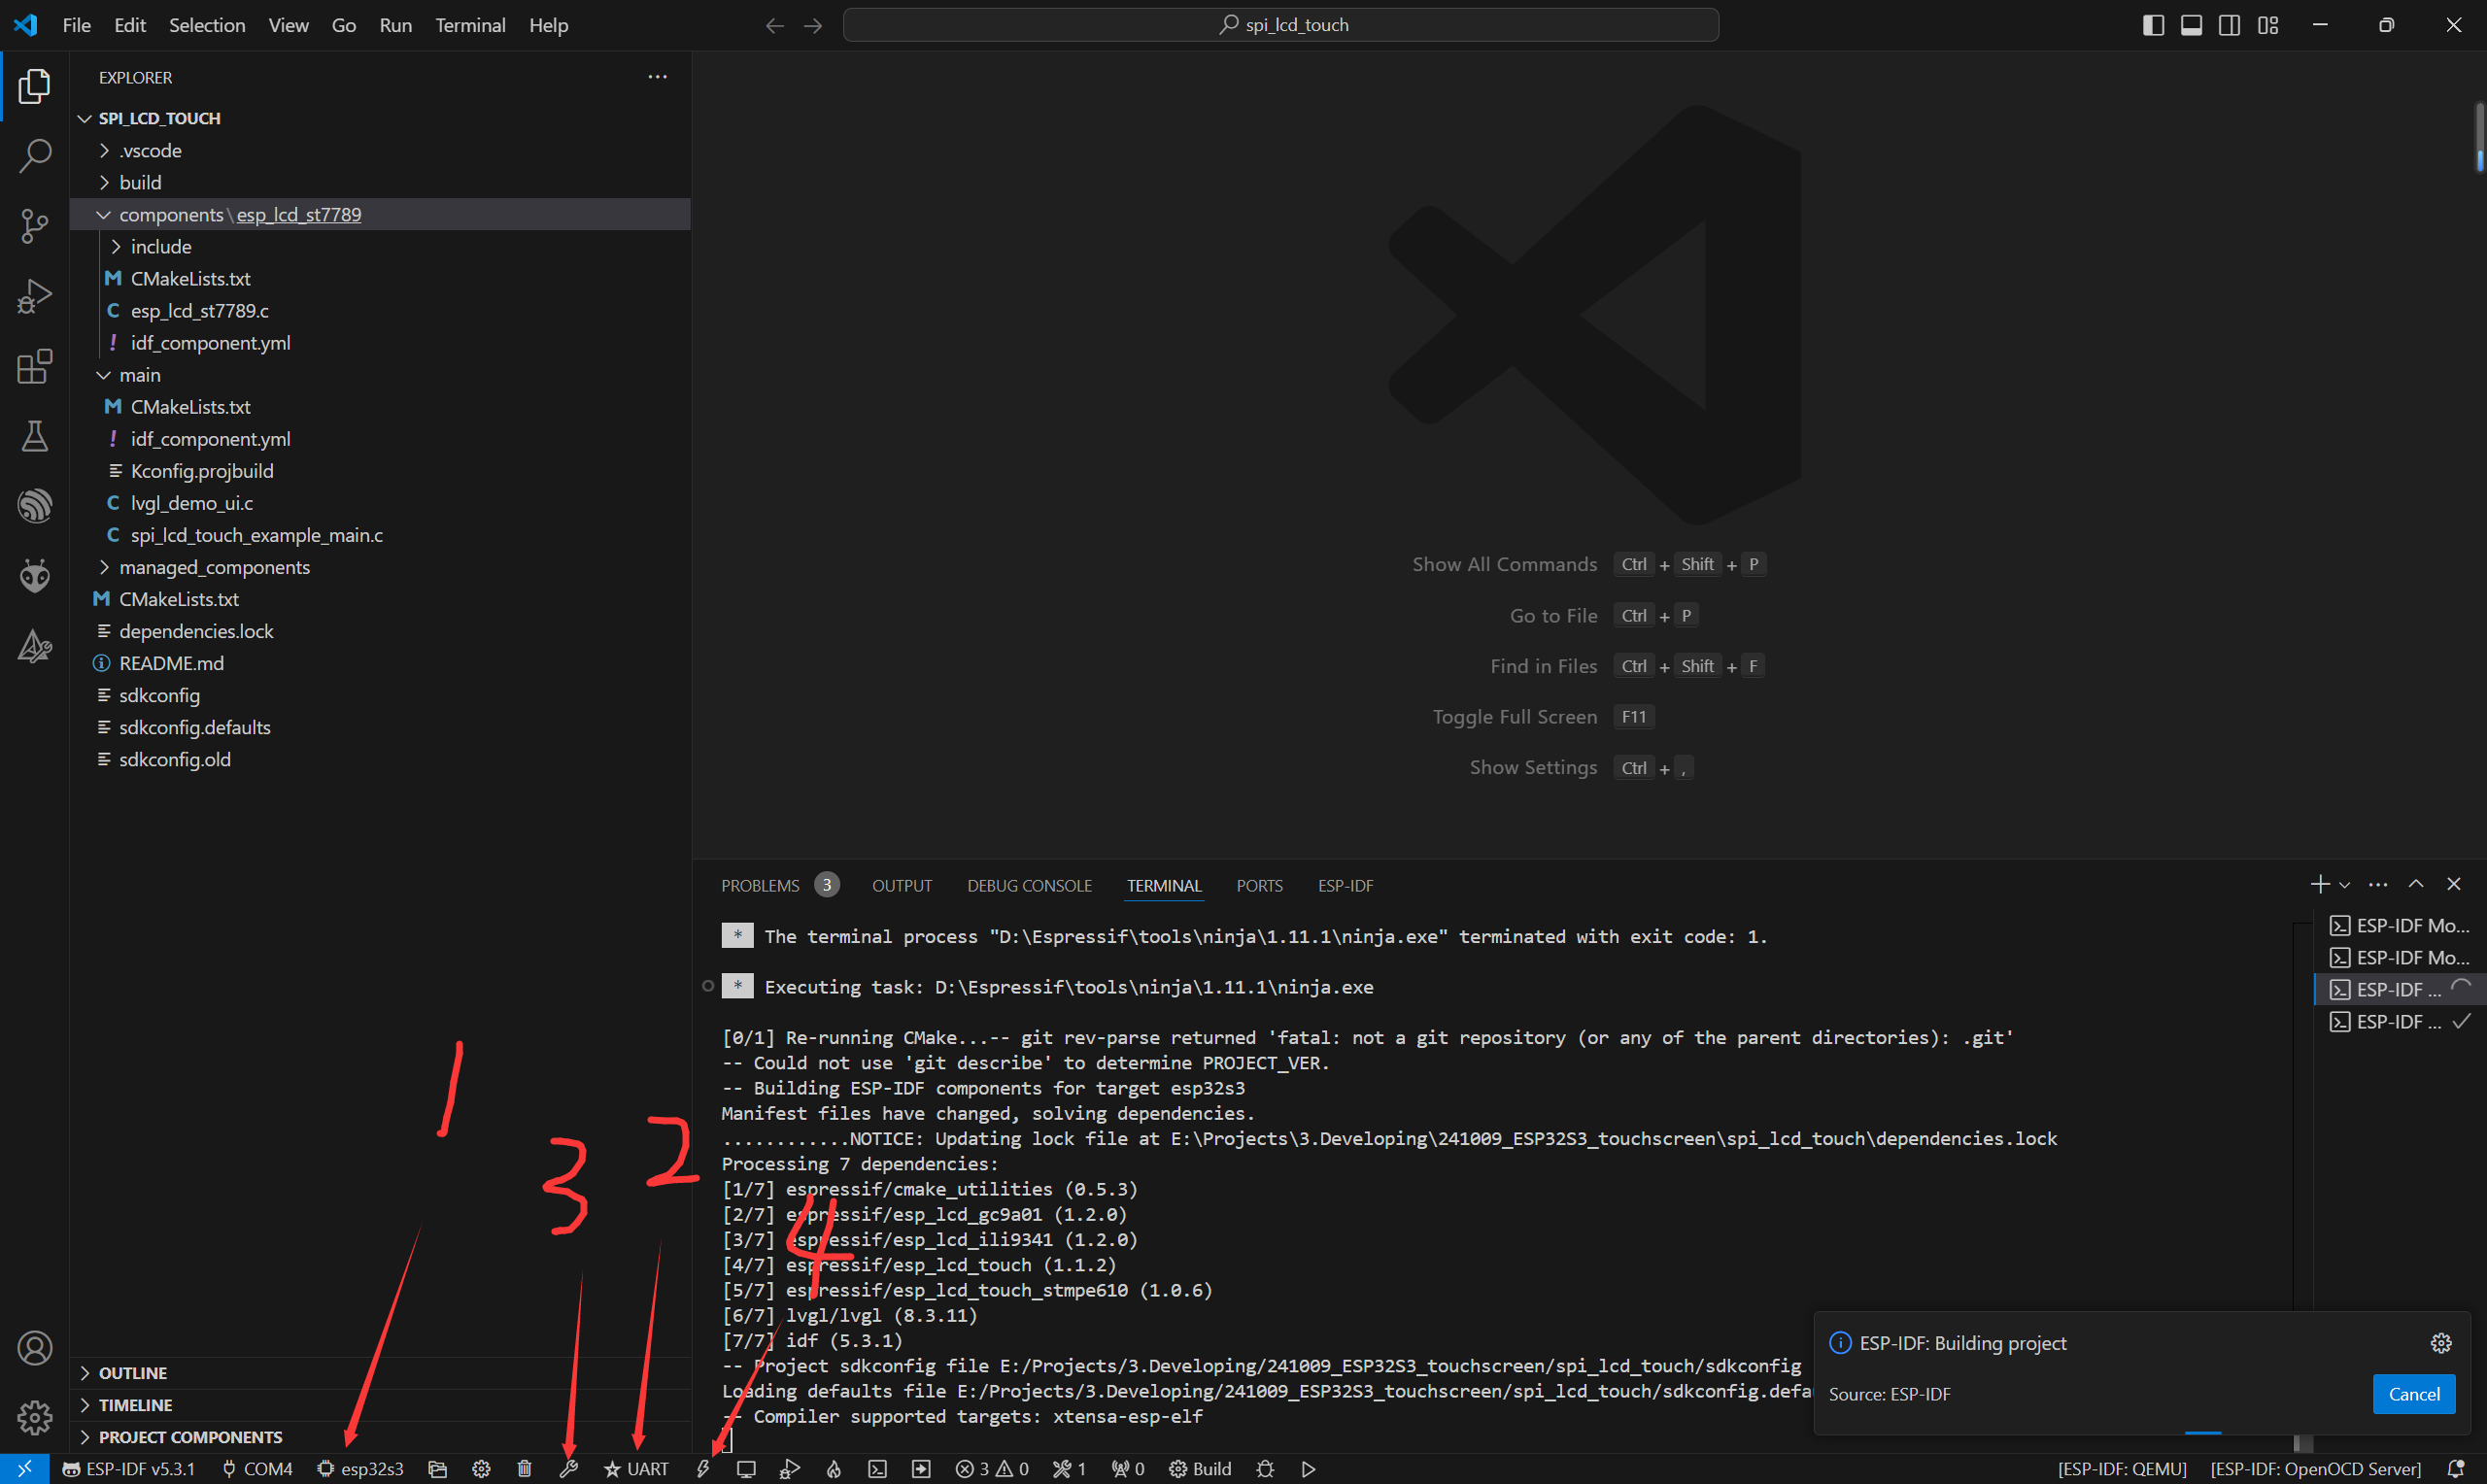 File Edit Selection View Go Run Terminal Help
spi_lcd_touch
EXPLORER
SPI_LCD_TOUCH
.vscode
build
components\esp_lcd_st7789
include
CMakeLists.txt
esp_lcd_st7789.c
idf_component.yml
main
CMakeLists.txt
idf_component.yml
Kconfig.projbuild
lvgl_demo_ui.c
spi_lcd_touch_example_main.c
managed_components
CMakeLists.txt
dependencies.lock
README.md
sdkconfig
sdkconfig.defaults
sdkconfig.old
OUTLINE
TIMELINE
PROJECT COMPONENTS
Show All Commands Ctrl + Shift + P
Go to File Ctrl + P
Find in Files Ctrl + Shift + F
Toggle Full Screen F11
Show Settings Ctrl + ,
PROBLEMS 3 OUTPUT DEBUG CONSOLE TERMINAL PORTS ESP-IDF
* The terminal process "D:\Espressif\tools\ninja\1.11.1\ninja.exe" terminated with exit code: 1.
* Executing task: D:\Espressif\tools\ninja\1.11.1\ninja.exe
[0/1] Re-running CMake...-- git rev-parse returned 'fatal: not a git repository (or any of the parent directories): .git'
-- Could not use 'git describe' to determine PROJECT_VER.
-- Building ESP-IDF components for target esp32s3
Manifest files have changed, solving dependencies.
............NOTICE: Updating lock file at E:\Projects\3.Developing\241009_ESP32S3_touchscreen\spi_lcd_touch\dependencies.lock
Processing 7 dependencies:
[1/7] espressif/cmake_utilities (0.5.3)
[2/7] espressif/esp_lcd_gc9a01 (1.2.0)
[3/7] espressif/esp_lcd_ili9341 (1.2.0)
[4/7] espressif/esp_lcd_touch (1.1.2)
[5/7] espressif/esp_lcd_touch_stmpe610 (1.0.6)
[6/7] lvgl/lvgl (8.3.11)
[7/7] idf (5.3.1)
-- Project sdkconfig file E:/Projects/3.Developing/241009_ESP32S3_touchscreen/spi_lcd_touch/sdkconfig
Loading defaults file E:/Projects/3.Developing/241009_ESP32S3_touchscreen/spi_lcd_touch/sdkconfig.defau
-- Compiler supported targets: xtensa-esp-elf
ESP-IDF Mo...
ESP-IDF Mo...
ESP-IDF ...
ESP-IDF ...
1
3
2
4
ESP-IDF: Building project
Source: ESP-IDF
Cancel
ESP-IDF v5.3.1 COM4 esp32s3 UART 3 0 1 0 Build [ESP-IDF: QEMU] [ESP-IDF: OpenOCD Server]